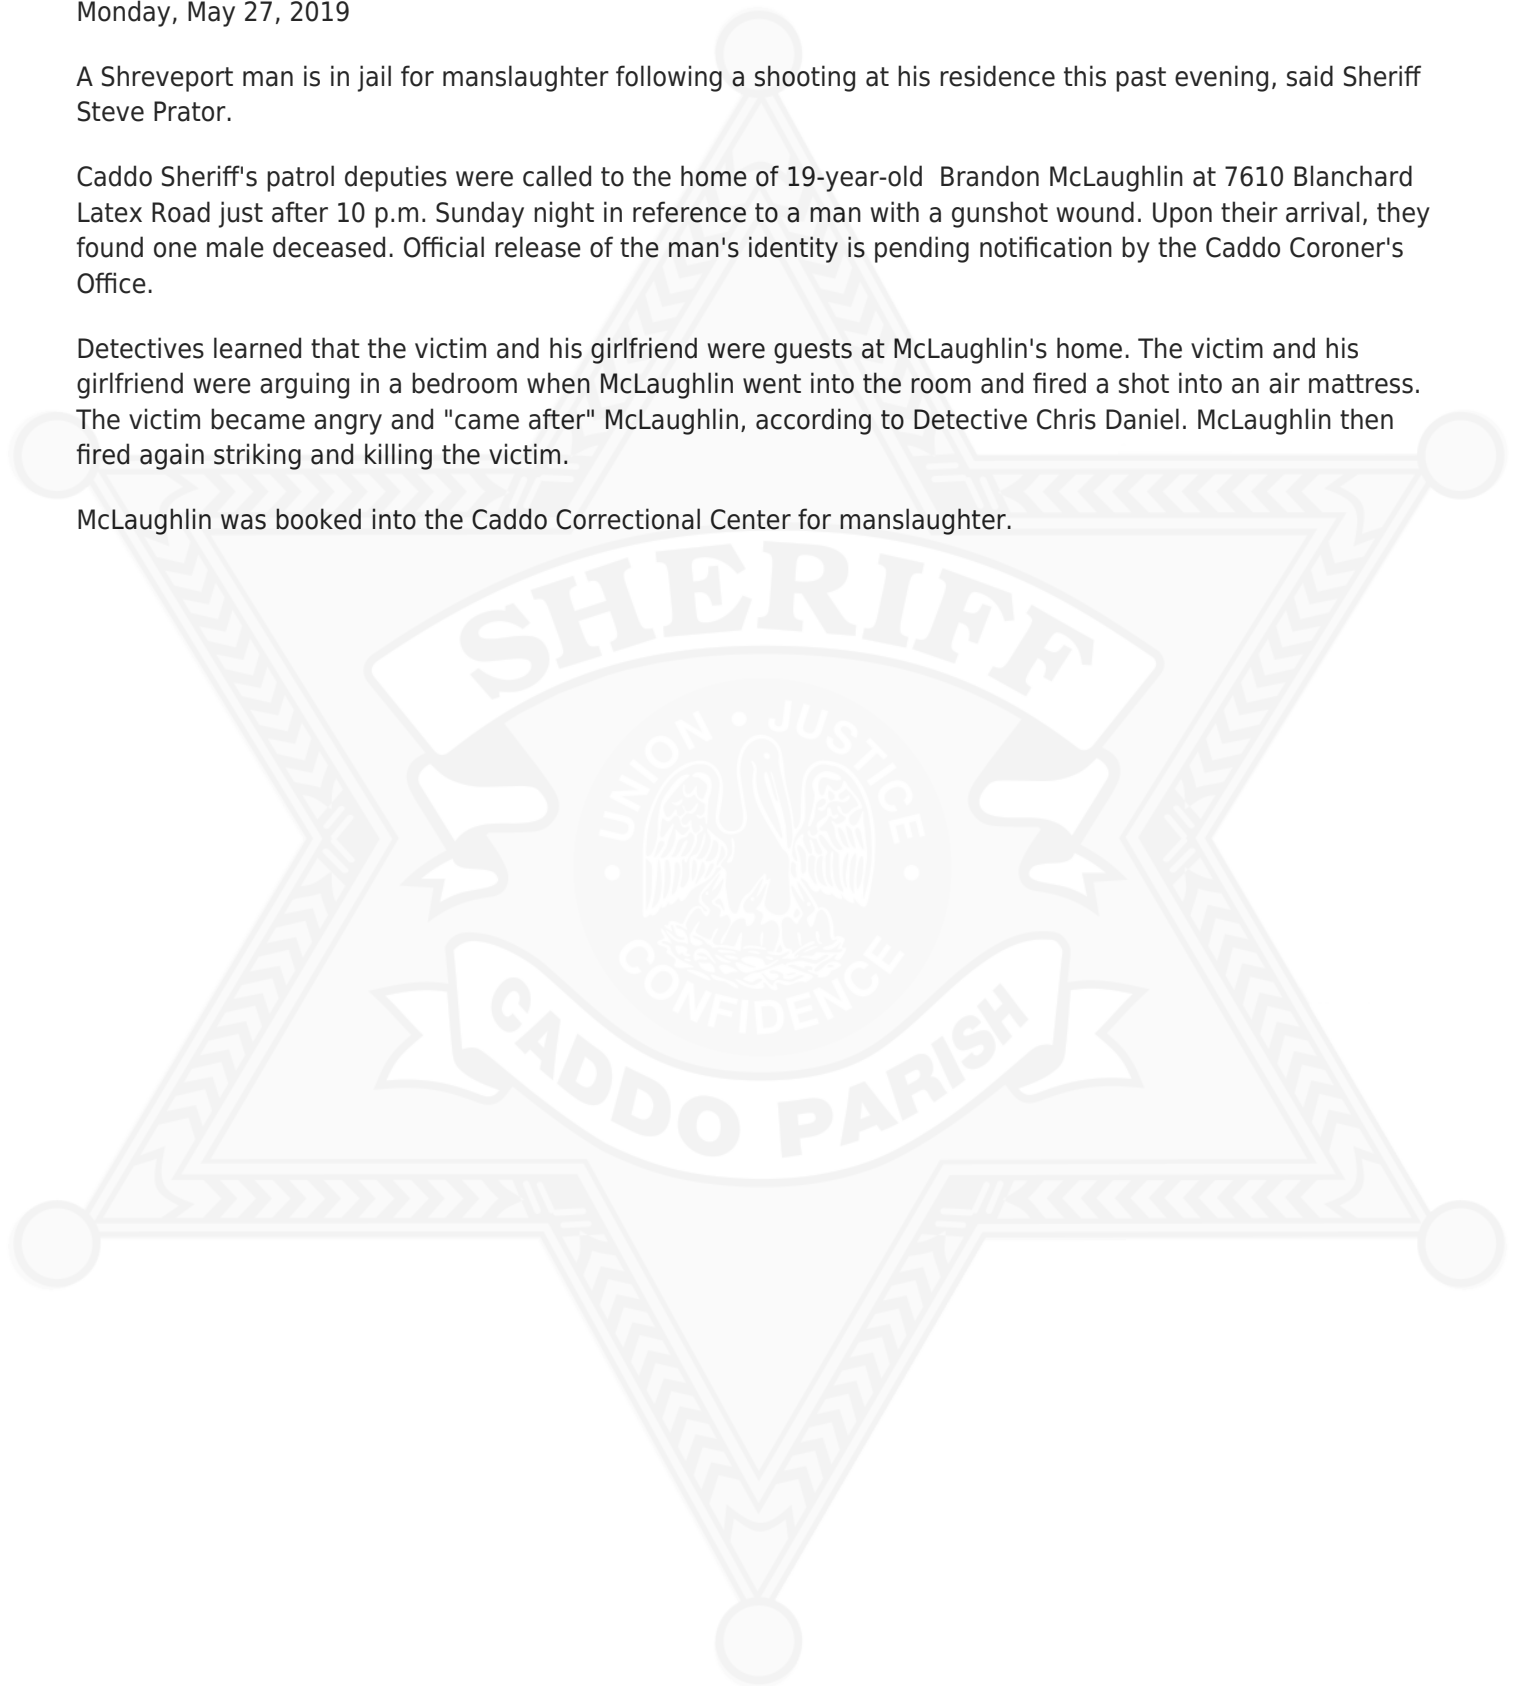 Monday, May 27, 2019
A Shreveport man is in jail for manslaughter following a shooting at his residence this past evening, said Sheriff
Steve Prator.
Caddo Sheriff's patrol deputies were called to the home of 19-year-old  Brandon McLaughlin at 7610 Blanchard
Latex Road just after 10 p.m. Sunday night in reference to a man with a gunshot wound. Upon their arrival, they
found one male deceased. Official release of the man's identity is pending notification by the Caddo Coroner's
Office.
Detectives learned that the victim and his girlfriend were guests at McLaughlin's home. The victim and his
girlfriend were arguing in a bedroom when McLaughlin went into the room and fired a shot into an air mattress.
The victim became angry and "came after" McLaughlin, according to Detective Chris Daniel. McLaughlin then
fired again striking and killing the victim.
McLaughlin was booked into the Caddo Correctional Center for manslaughter.
SHERIFF
UNION • JUSTICE
• CONFIDENCE •
CADDO PARISH